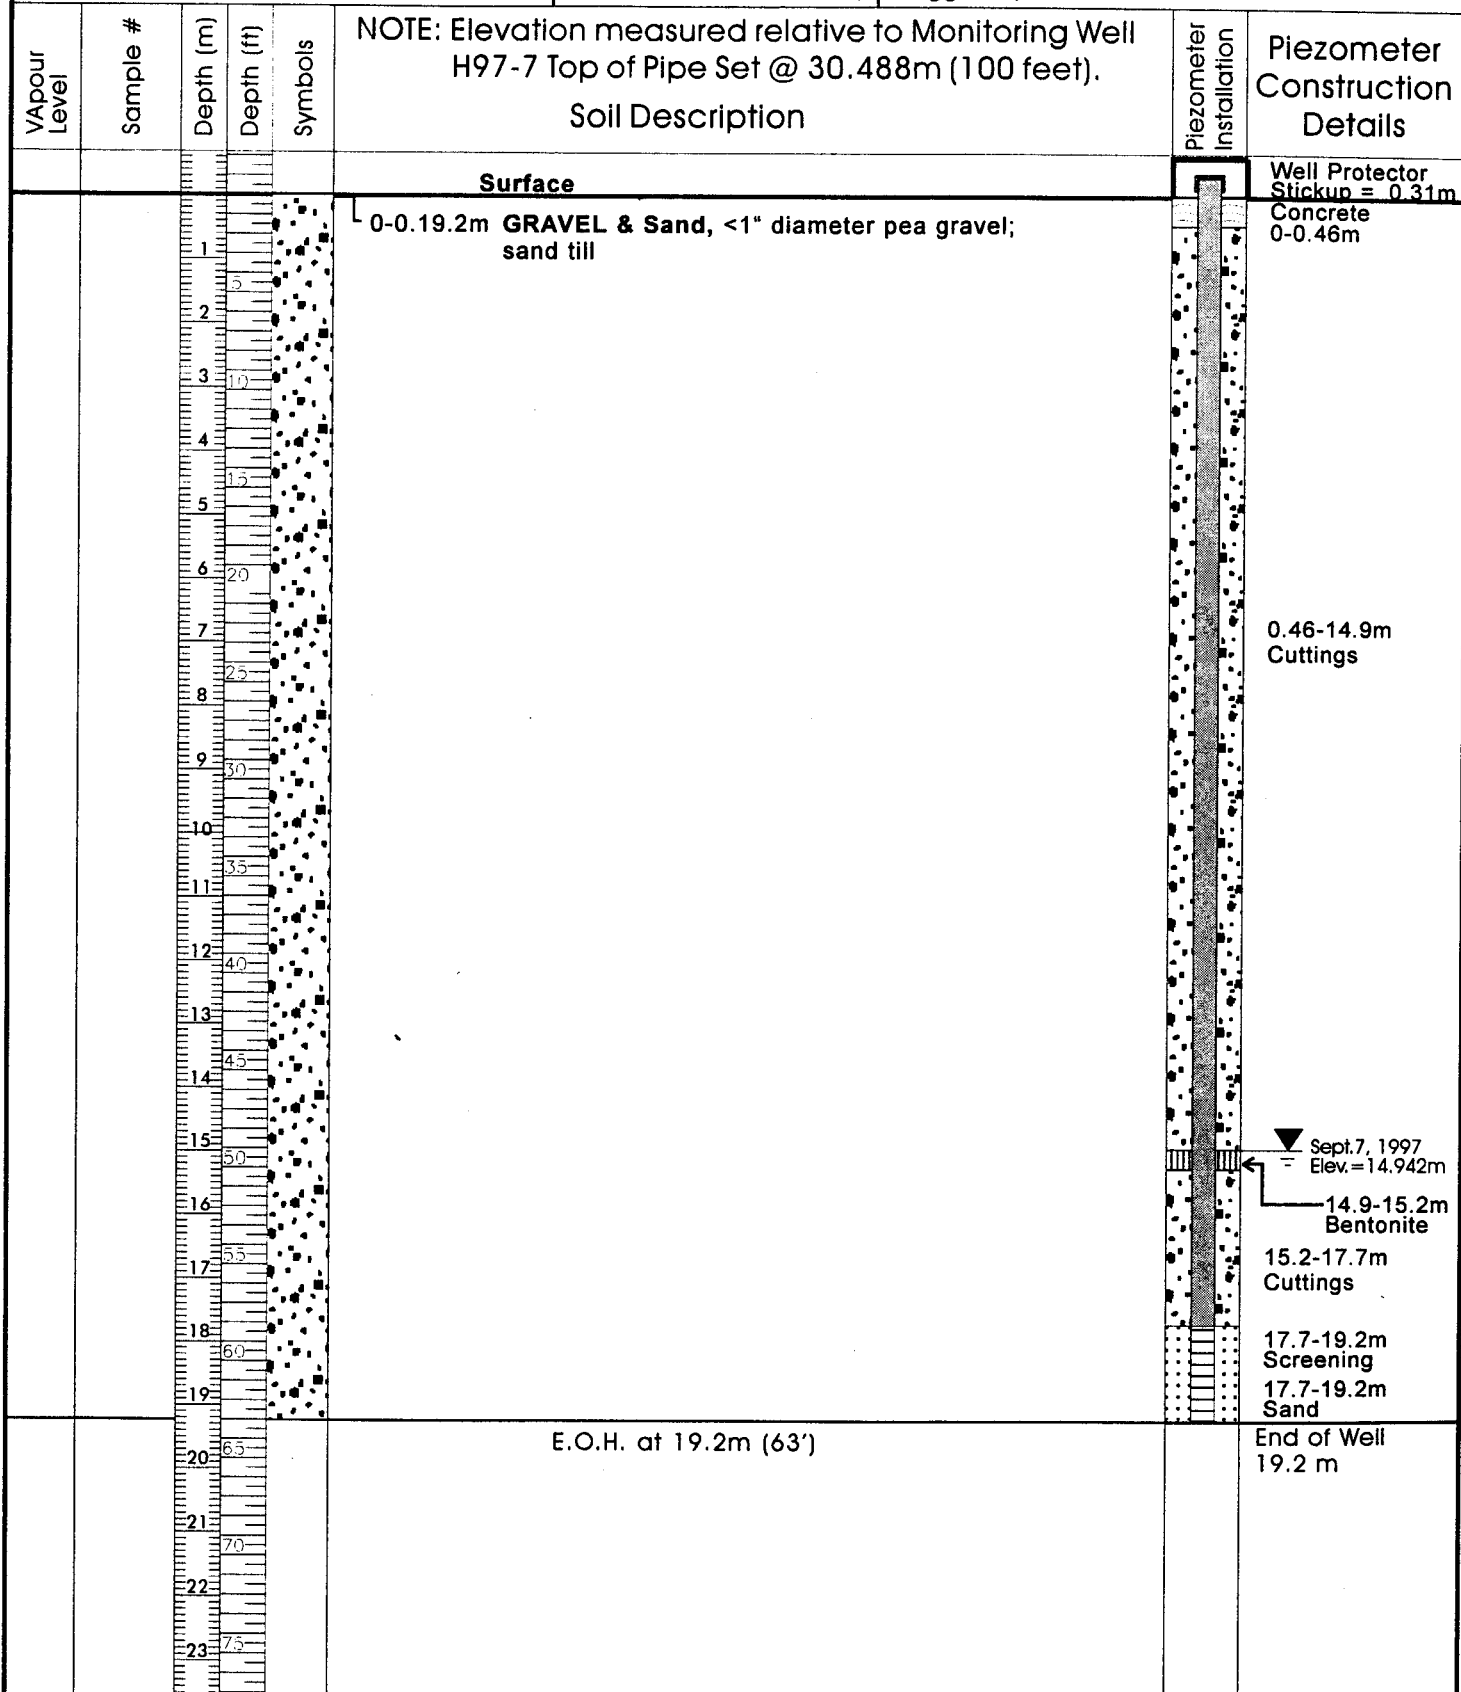 VApour
Level
Sample #
Depth (m)
Depth (ft)
Symbols
NOTE: Elevation measured relative to Monitoring Well
H97-7 Top of Pipe Set @ 30.488m (100 feet).
Soil Description
Piezometer
Installation
Piezometer
Construction
Details
Surface
Well Protector
Stickup = 0.31m
0-0.19.2m GRAVEL & Sand, <1" diameter pea gravel;
sand till
Concrete
0-0.46m
1
5
2
3
10
4
15
5
6
20
7
0.46-14.9m
Cuttings
25
8
9
30
10
35
11
12
40
13
45
14
15
50
Sept.7, 1997
Elev.=14.942m
16
14.9-15.2m
Bentonite
55
17
15.2-17.7m
Cuttings
18
60
17.7-19.2m
Screening
19
17.7-19.2m
Sand
E.O.H. at 19.2m (63')
End of Well
19.2 m
65
20
21
70
22
75
23